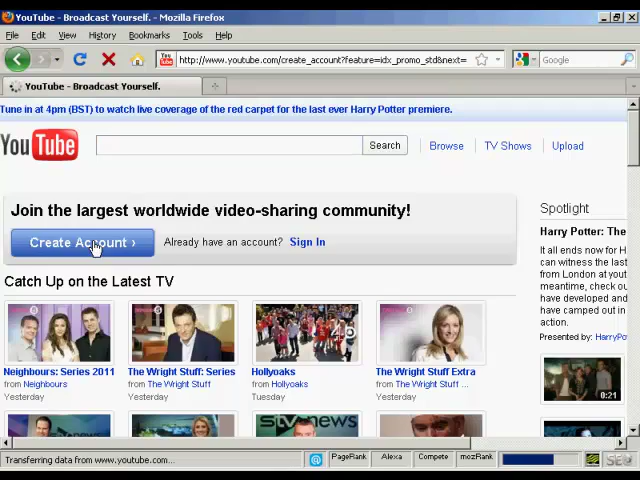 YouTube - Broadcast Yourself. - Mozilla Firefox
File Edit View History Bookmarks Tools Help
http://www.youtube.com/create_account?feature=idx_promo_std&next=
Google
YouTube - Broadcast Yourself.
Tune in at 4pm (BST) to watch live coverage of the red carpet for the last ever Harry Potter premiere.
YouTube
Search
Browse
TV Shows
Upload
Join the largest worldwide video-sharing community!
Create Account ›
Already have an account? Sign In
Catch Up on the Latest TV
Neighbours: Series 2011
from Neighbours
Yesterday
The Wright Stuff: Series
from The Wright Stuff
Yesterday
Hollyoaks
from Hollyoaks
Tuesday
The Wright Stuff Extra
from The Wright Stuff ...
Yesterday
news
Spotlight
Harry Potter: The
It all ends now for H
can witness the last
from London at yout
meantime, check ou
have developed and
have camped out in
action.
Presented by: HarryPo
0:21
Transferring data from www.youtube.com...
PageRank
Alexa
Compete
mozRank